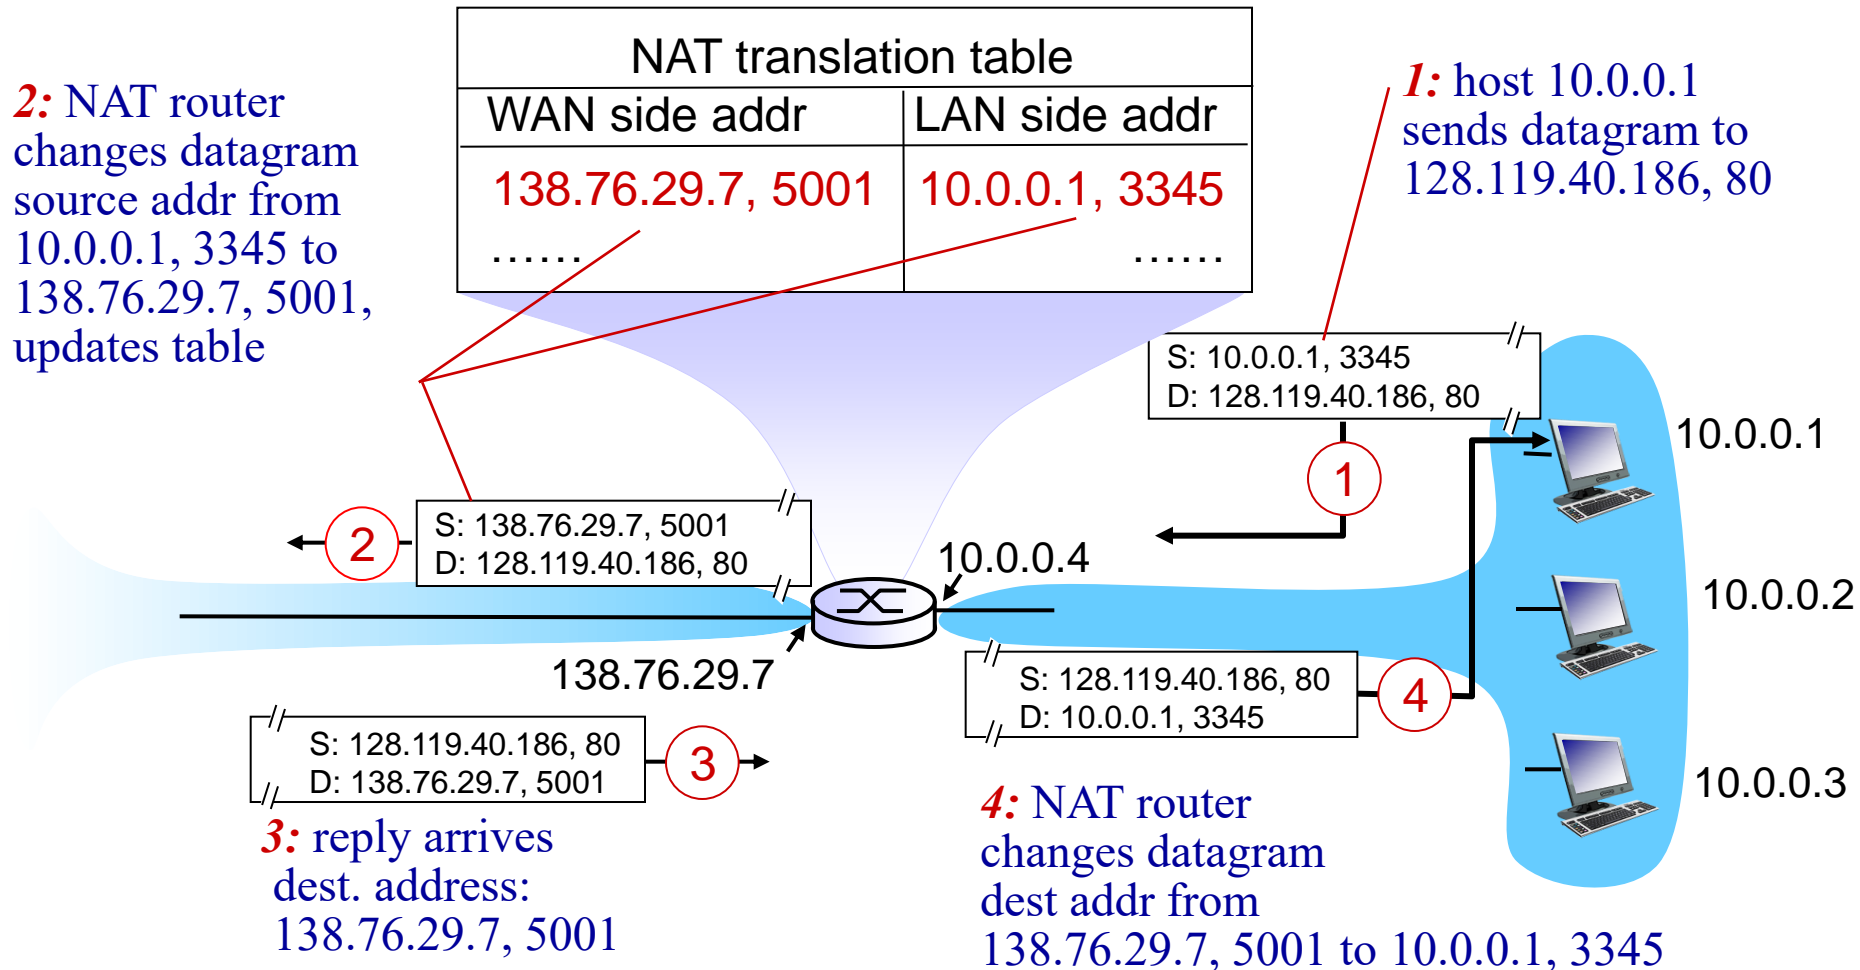 NAT translation table
WAN side addr LAN side addr
138.76.29.7, 5001 10.0.0.1, 3345
...... ......
2: NAT router
changes datagram
source addr from
10.0.0.1, 3345 to
138.76.29.7, 5001,
updates table
1: host 10.0.0.1
sends datagram to
128.119.40.186, 80
S: 10.0.0.1, 3345
D: 128.119.40.186, 80
1
10.0.0.1
S: 138.76.29.7, 5001
D: 128.119.40.186, 80
2
10.0.0.4
10.0.0.2
138.76.29.7
S: 128.119.40.186, 80
D: 10.0.0.1, 3345
4
S: 128.119.40.186, 80
D: 138.76.29.7, 5001
3
10.0.0.3
3: reply arrives
dest. address:
138.76.29.7, 5001
4: NAT router
changes datagram
dest addr from
138.76.29.7, 5001 to 10.0.0.1, 3345